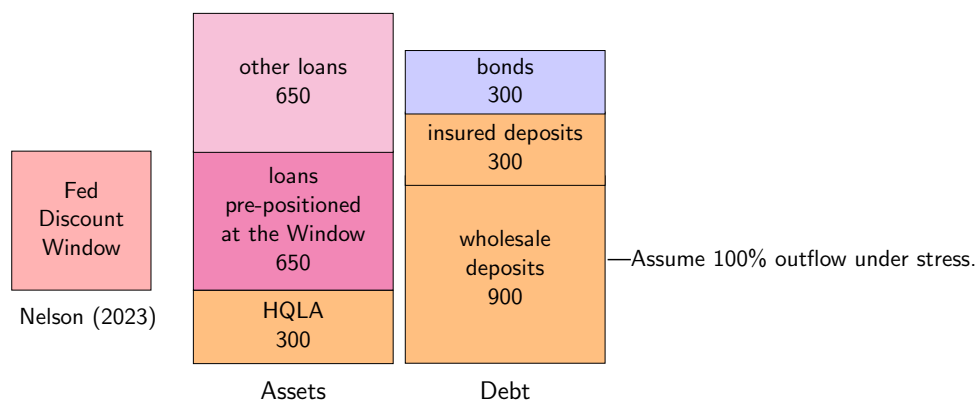 other loans
650
bonds
300
insured deposits
300
Fed
Discount
Window
loans
pre-positioned
at the Window
650
wholesale
deposits
900
—Assume 100% outflow under stress.
Nelson (2023)
HQLA
300
Assets
Debt